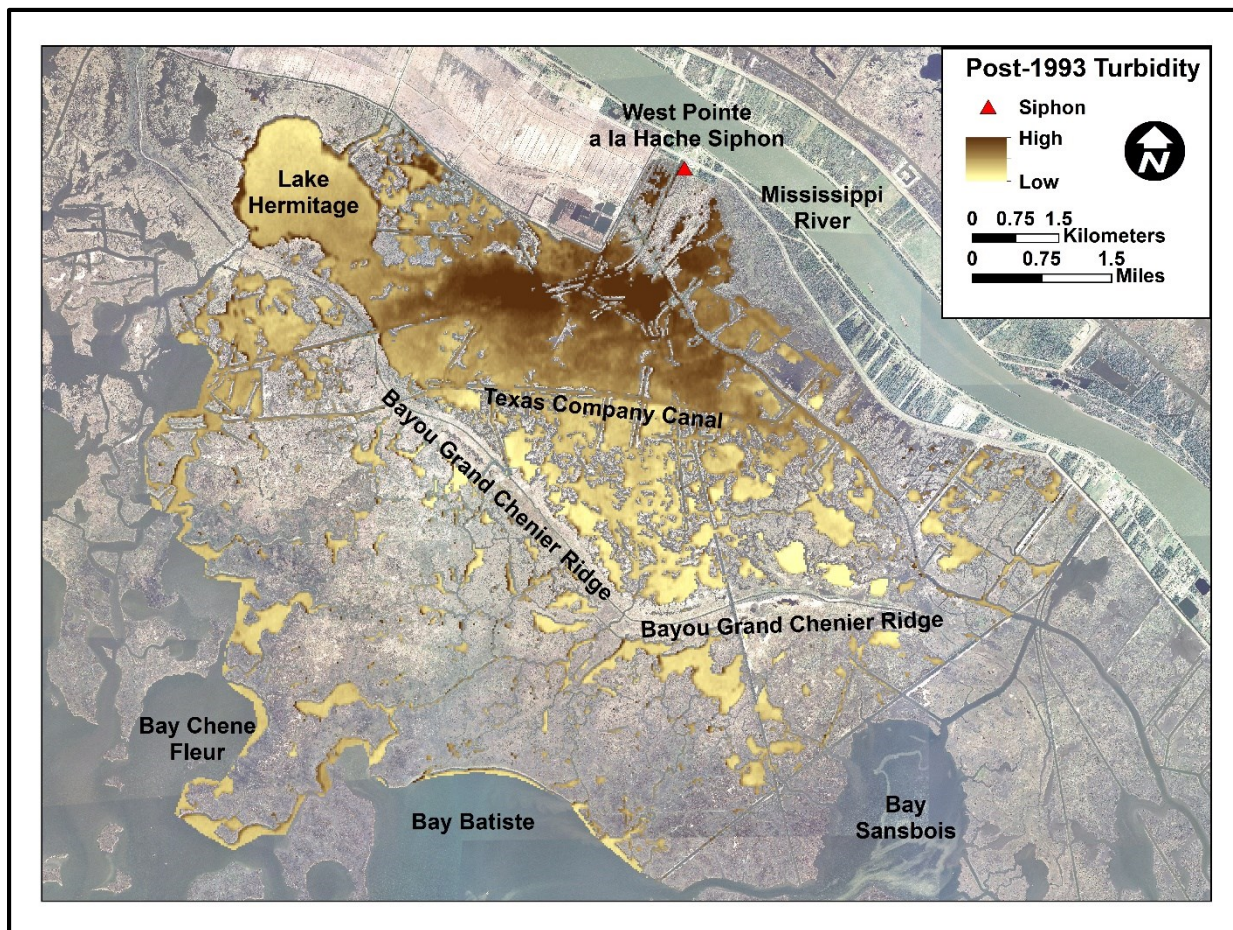 Post-1993 Turbidity
Siphon
High
Low
N
0 0.75 1.5
Kilometers
0 0.75 1.5
Miles
West Pointe
a la Hache Siphon
Mississippi
River
Lake
Hermitage
Texas Company Canal
Bayou Grand Chenier Ridge
Bayou Grand Chenier Ridge
Bay Chene
Fleur
Bay Batiste
Bay
Sansbois